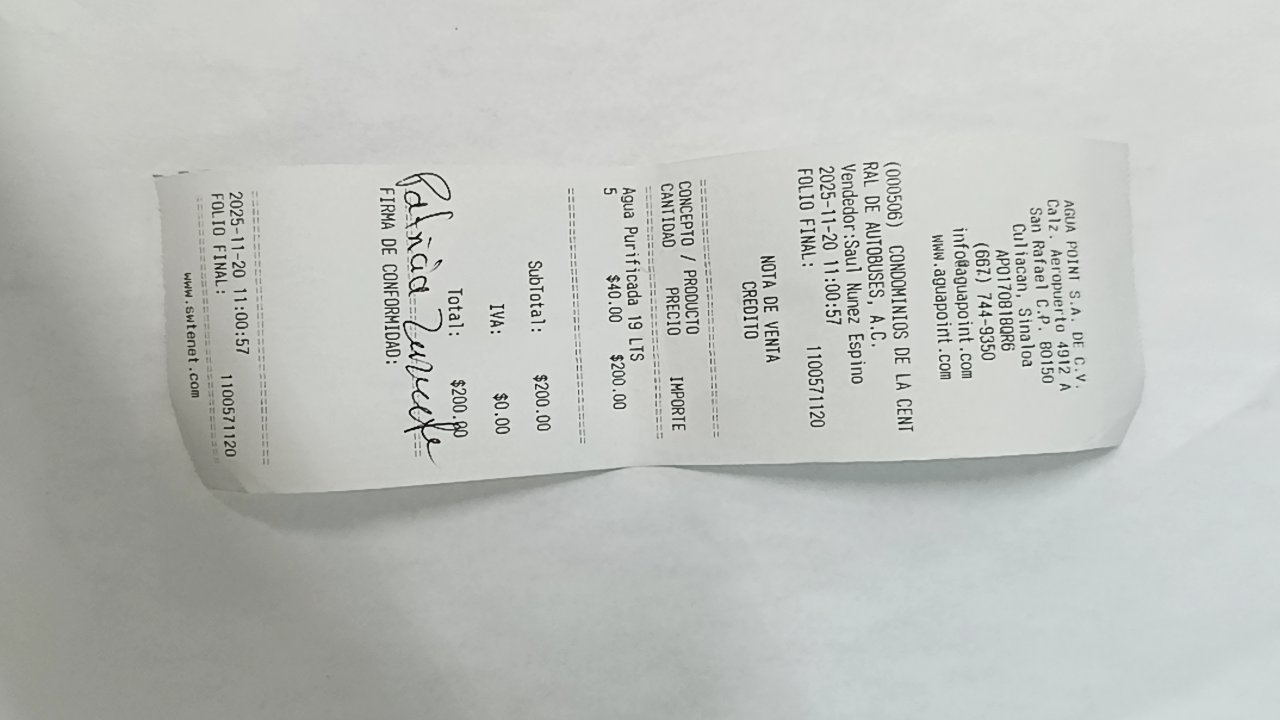 AGUA POINT S.A. DE C.V.
Calz. Aeropuerto 4912 A
San Rafael C.P. 80150
Culiacan, Sinaloa
APO170818QR6
(667) 744-9350
info@aguapoint.com
www.aguapoint.com
(000506) CONDOMINIOS DE LA CENT
RAL DE AUTOBUSES, A.C.
Vendedor:Saul Nunez Espino
2025-11-20 11:00:57
FOLIO FINAL: 1100571120
NOTA DE VENTA
CREDITO
CONCEPTO / PRODUCTO
CANTIDAD PRECIO IMPORTE
Agua Purificada 19 LTS
5 $40.00 $200.00
SubTotal: $200.00
IVA: $0.00
Total: $200.00
Patricia
FIRMA DE CONFORMIDAD:
2025-11-20 11:00:57
FOLIO FINAL: 1100571120
www.swtenet.com